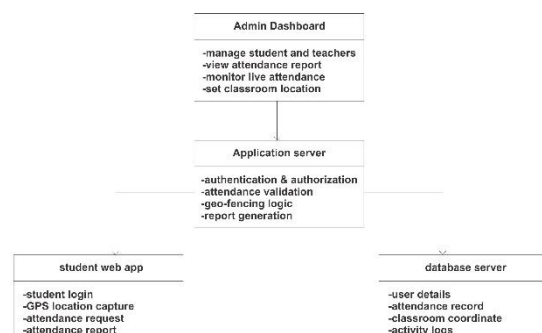 Admin Dashboard
-manage student and teachers
-view attendance report
-monitor live attendance
-set classroom location
Application server
-authentication & authorization
-attendance validation
-geo-fencing logic
-report generation
student web app
-student login
-GPS location capture
-attendance request
-attendance report
database server
-user details
-attendance record
-classroom coordinate
-activity logs